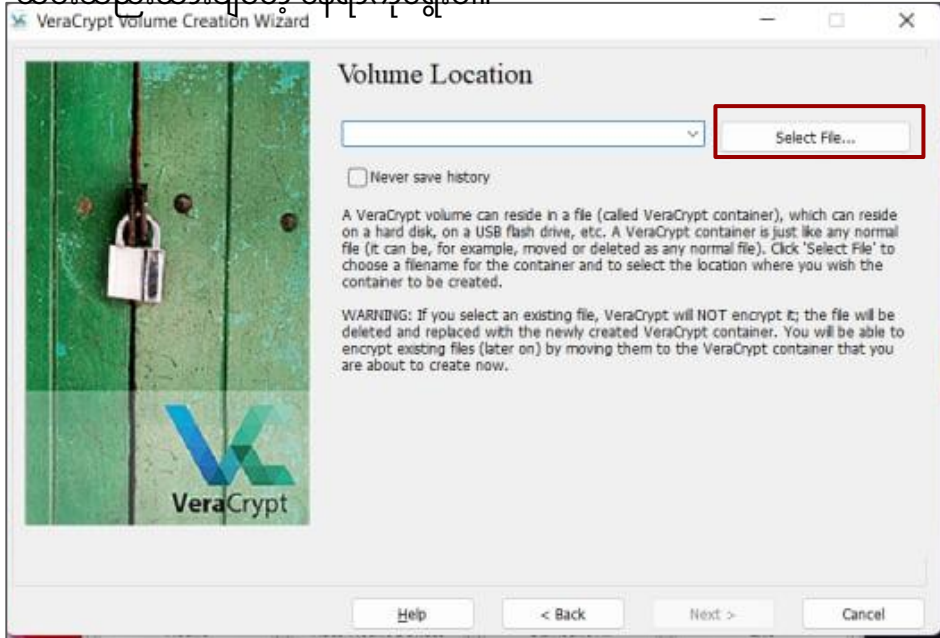 VeraCrypt Volume Creation Wizard
Volume Location
Select File...
Never save history
A VeraCrypt volume can reside in a file (called VeraCrypt container), which can reside
on a hard disk, on a USB flash drive, etc. A VeraCrypt container is just like any normal
file (it can be, for example, moved or deleted as any normal file). Click 'Select File' to
choose a filename for the container and to select the location where you wish the
container to be created.
WARNING: If you select an existing file, VeraCrypt will NOT encrypt it; the file will be
deleted and replaced with the newly created VeraCrypt container. You will be able to
encrypt existing files (later on) by moving them to the VeraCrypt container that you
are about to create now.
VeraCrypt
Help
< Back
Next >
Cancel